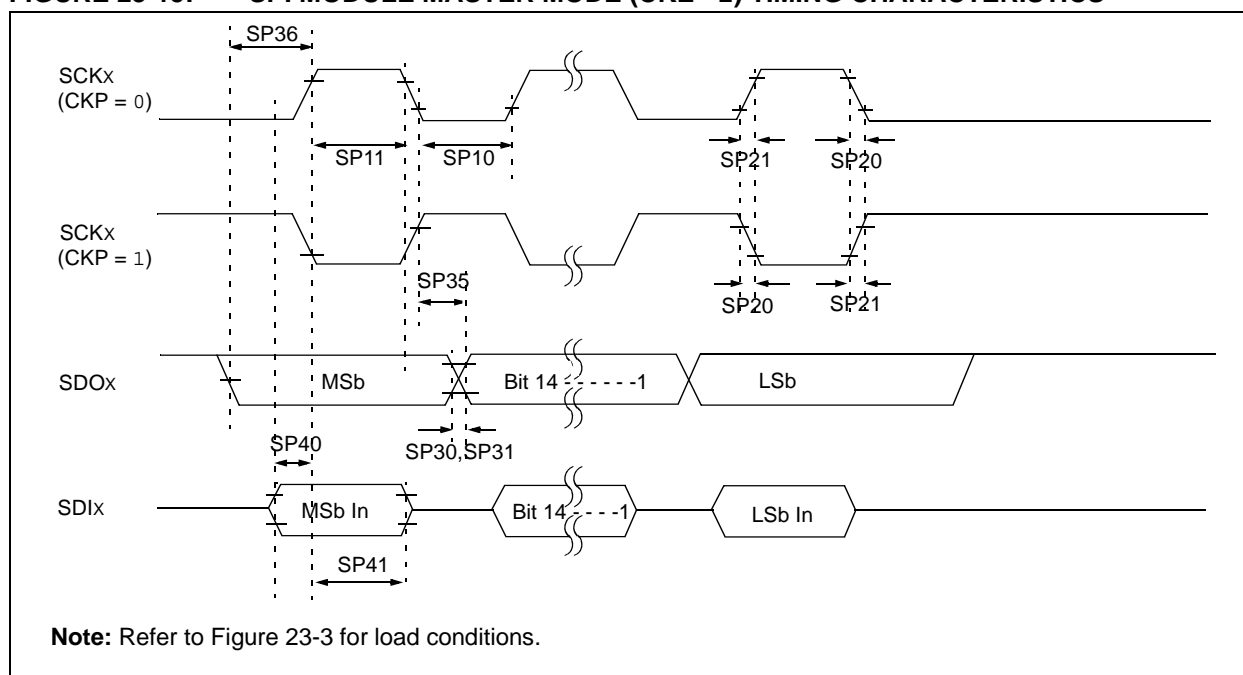 SP36
SCKX
(CKP = 0)
SP11
SP10
SP21
SP20
SCKX
(CKP = 1)
SP35
SP20
SP21
SDOX
MSb
Bit 14 - - - - - -1
LSb
SP40
SP30,SP31
SDIX
MSb In
Bit 14 - - - -1
LSb In
SP41
Note: Refer to Figure 23-3 for load conditions.